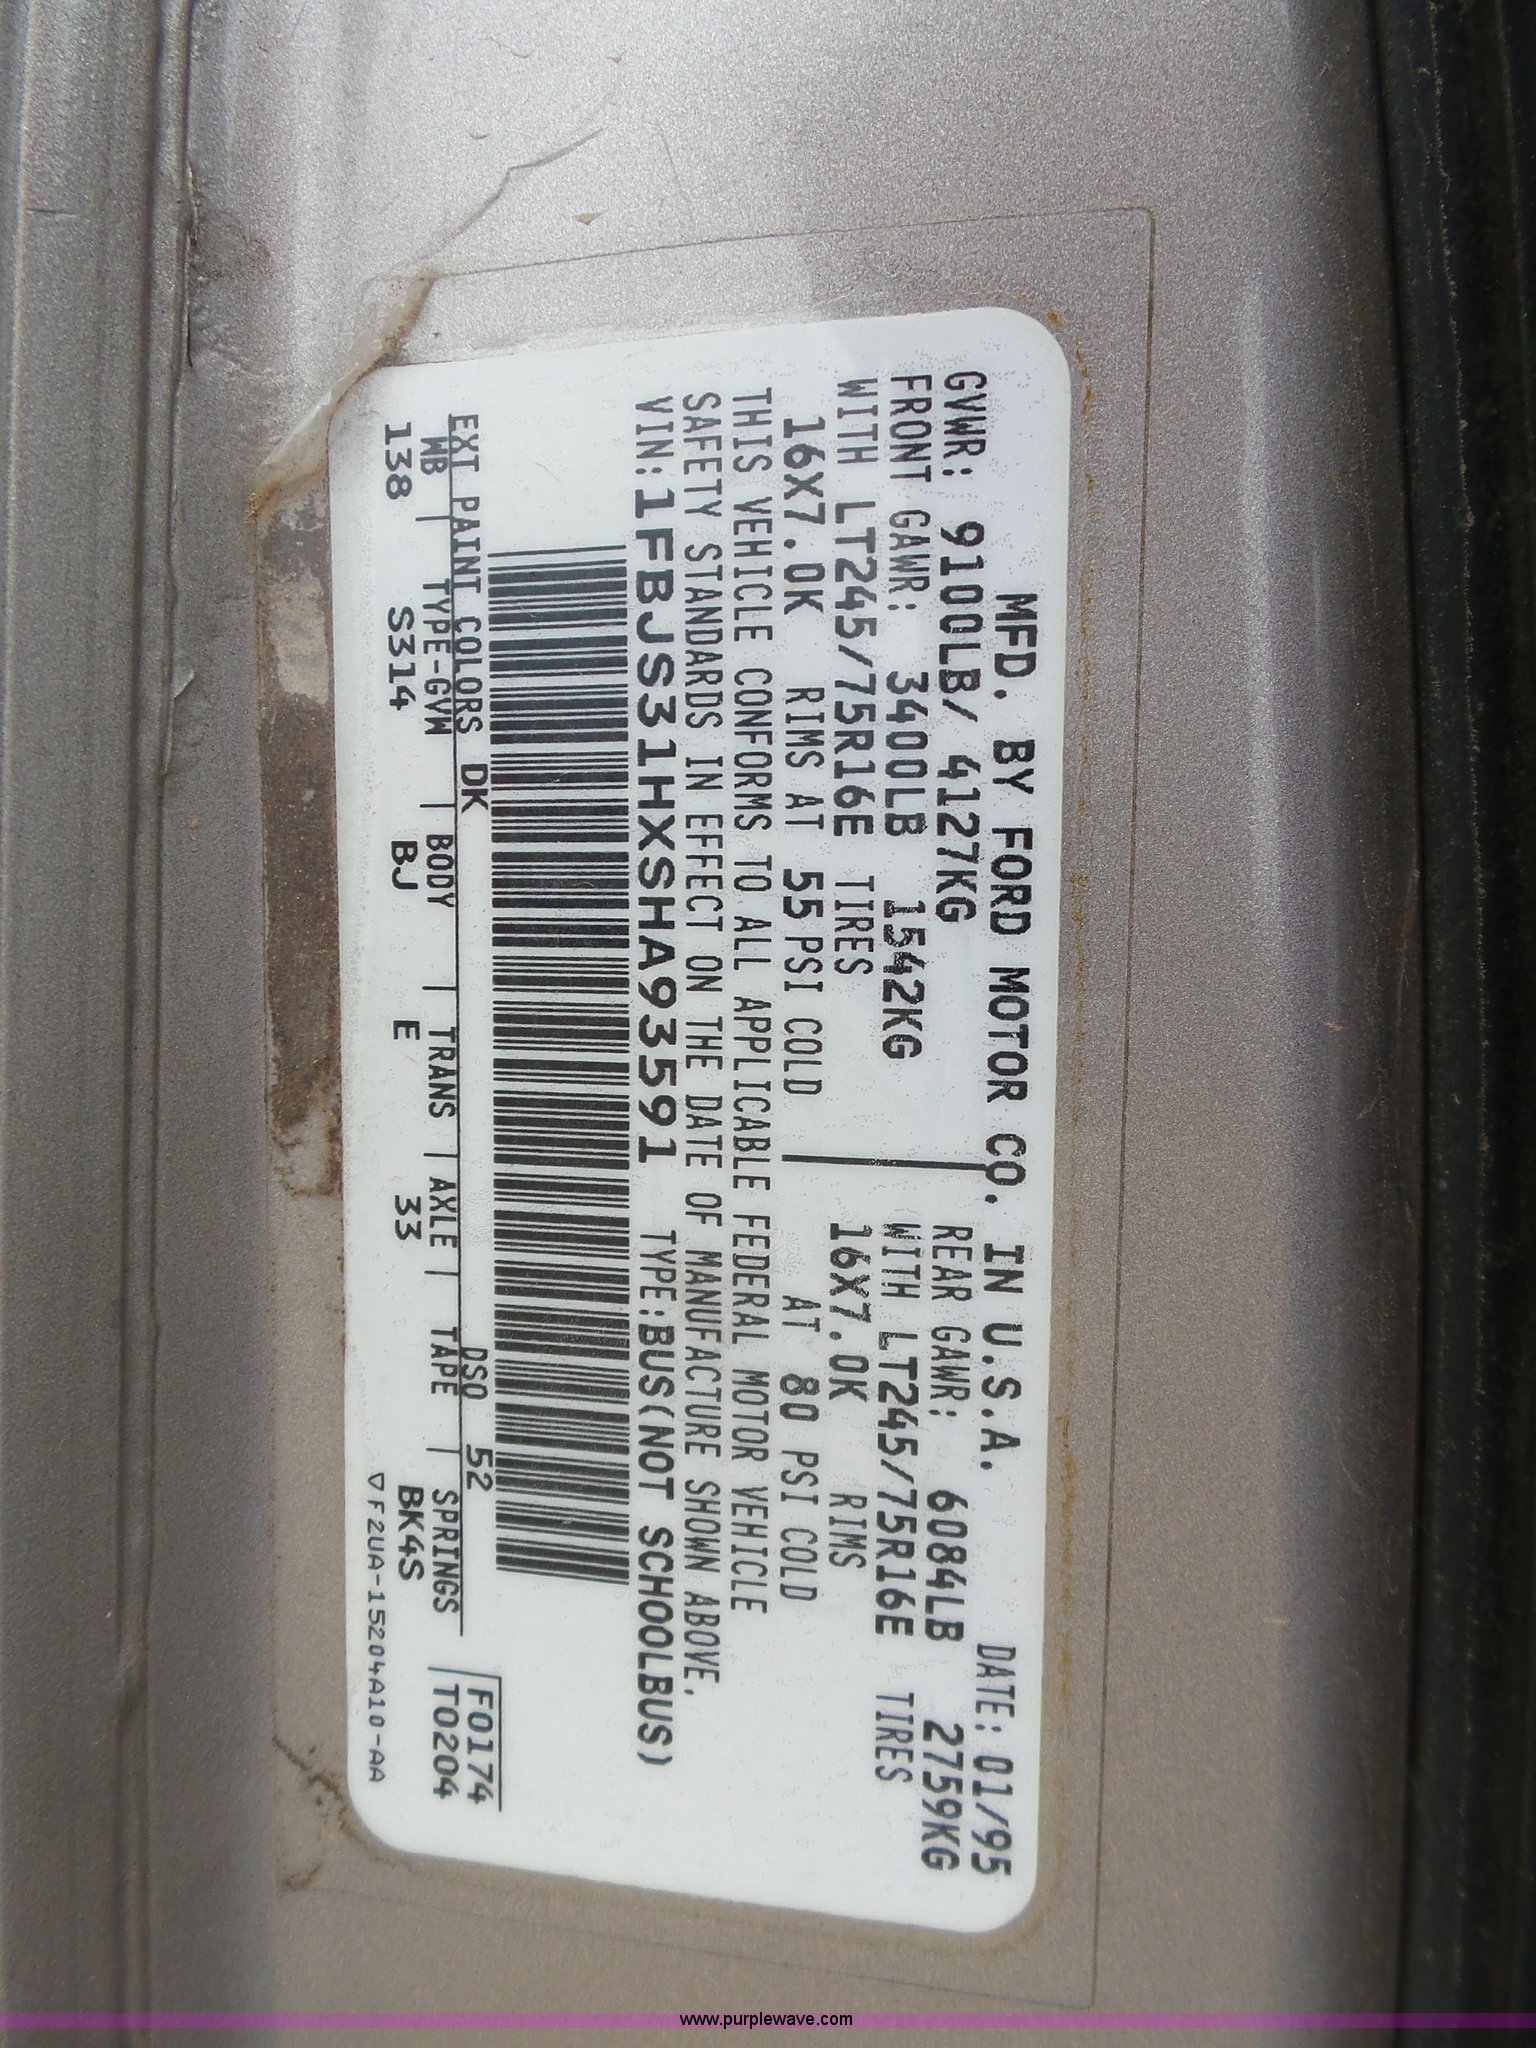 MFD. BY FORD MOTOR CO. IN U.S.A.
DATE: 01/95
GVWR: 9100LB/ 4127KG
FRONT GAWR: 3400LB 1542KG
WITH LT245/75R16E TIRES
16X7.0K RIMS AT 55 PSI COLD
REAR GAWR: 6084LB 2759KG
WITH LT245/75R16E TIRES
16X7.0K RIMS
AT 80 PSI COLD
THIS VEHICLE CONFORMS TO ALL APPLICABLE FEDERAL MOTOR VEHICLE
SAFETY STANDARDS IN EFFECT ON THE DATE OF MANUFACTURE SHOWN ABOVE.
VIN: 1FBJS31HXSHA93591 TYPE: BUS(NOT SCHOOLBUS)
EXT PAINT COLORS DK DSO 52
F0174
T0204
WB | TYPE-GVM | BODY | TRANS | AXLE | TAPE | SPRINGS
138 S314 BJ E 33 BK4S
▽F2UA-15204A10-AA
www.purplewave.com